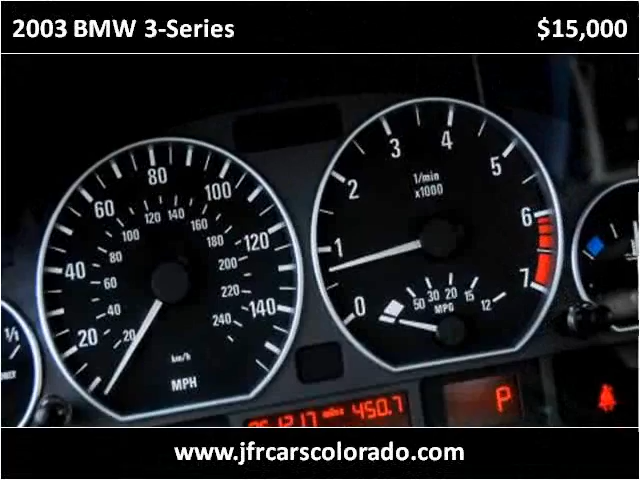 2003 BMW 3-Series $15,000
80
60 100
120 140
100 160
40 80 180 120
60 200
40 220
20 20 240 140
km/h
MPH
4
3 5
1/min
x1000
2 6
1
0 7
50 30 20 15 12
MPG
miles 450.7
P
www.jfrcarscolorado.com